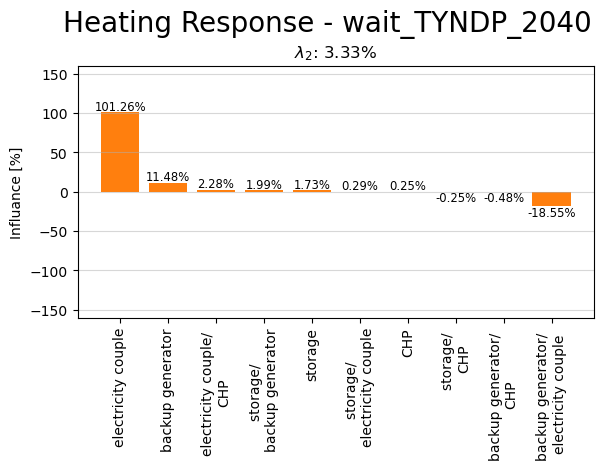 Heating Response - wait_TYNDP_2040
λ₂: 3.33%
Influance [%]
150
100
50
0
−50
−100
−150
101.26%
11.48%
2.28%
1.99%
1.73%
0.29%
0.25%
-0.25%
-0.48%
-18.55%
electricity couple
backup generator
electricity couple/
CHP
storage/
backup generator
storage
storage/
electricity couple
CHP
storage/
CHP
backup generator/
CHP
backup generator/
electricity couple